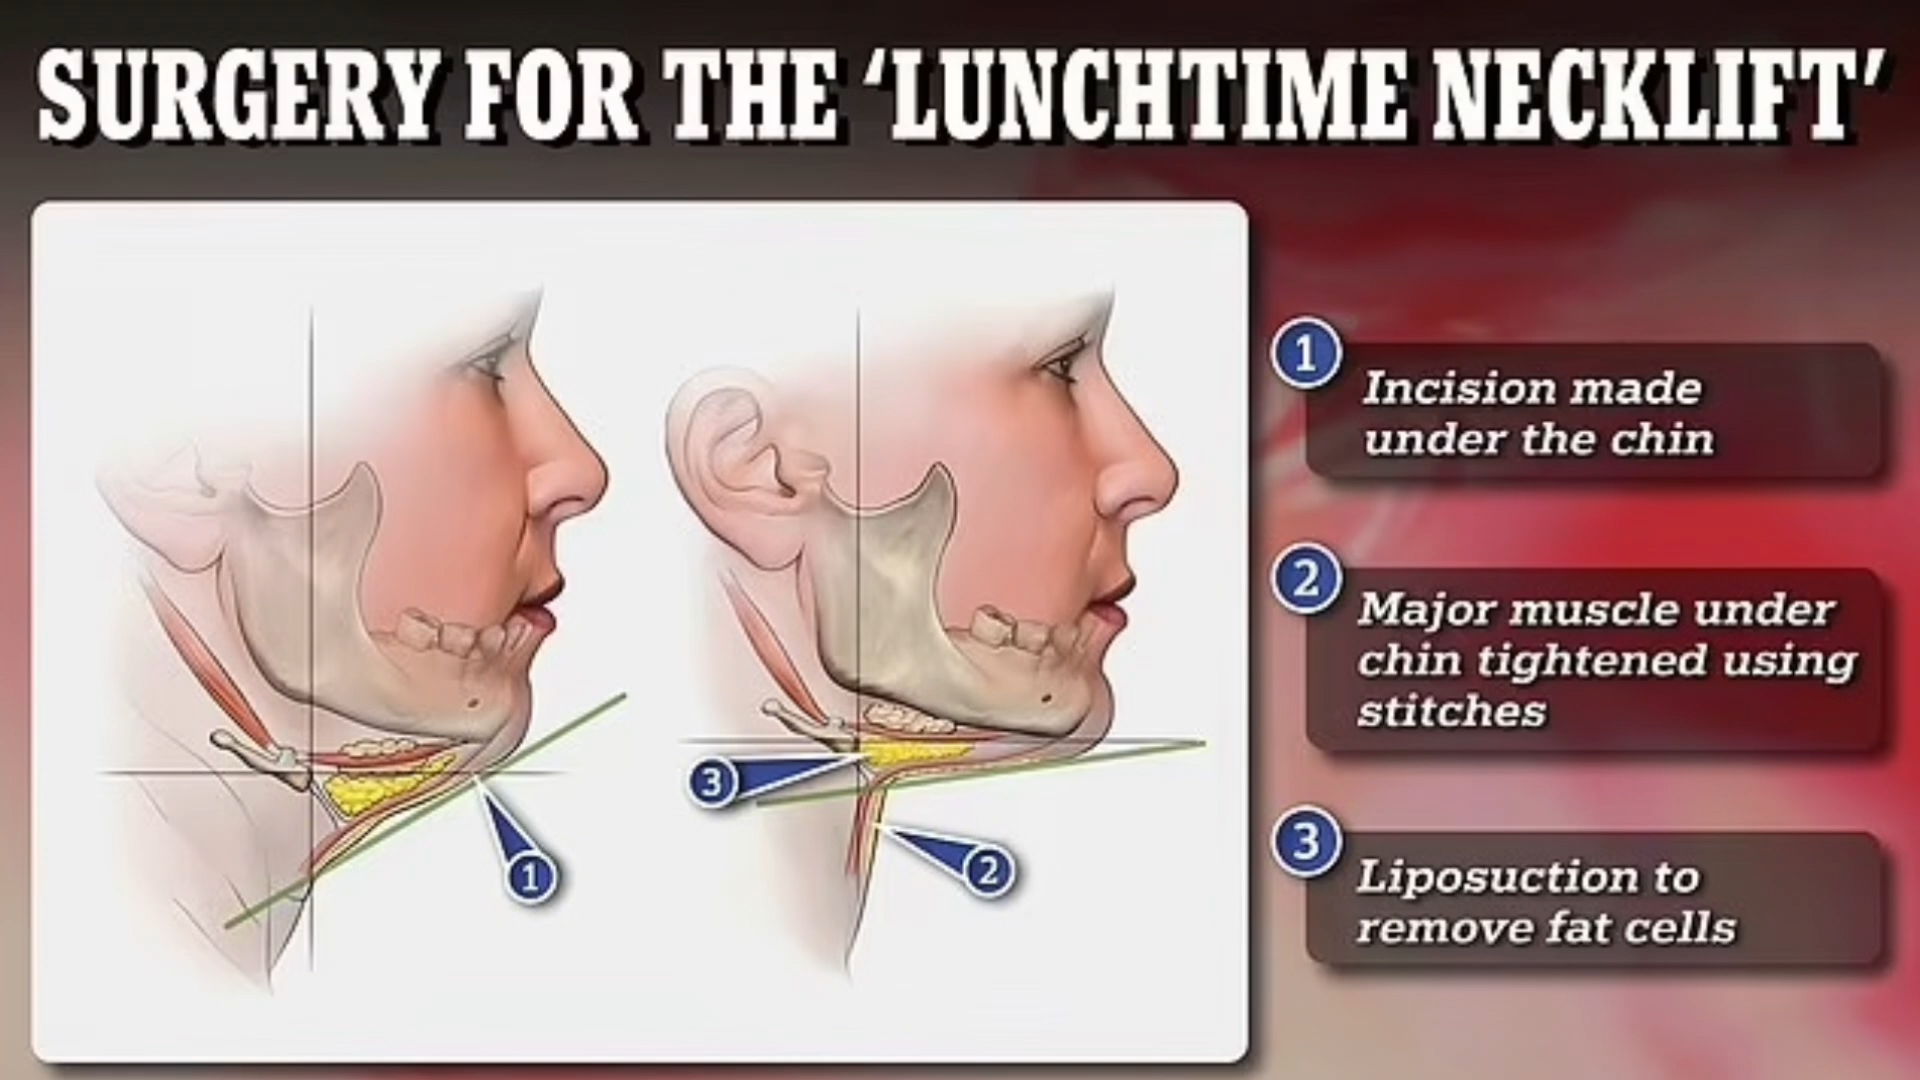 SURGERY FOR THE ‘LUNCHTIME NECKLIFT’
1
Incision made
under the chin
2
Major muscle under
chin tightened using
stitches
3
Liposuction to
remove fat cells
3
1
2